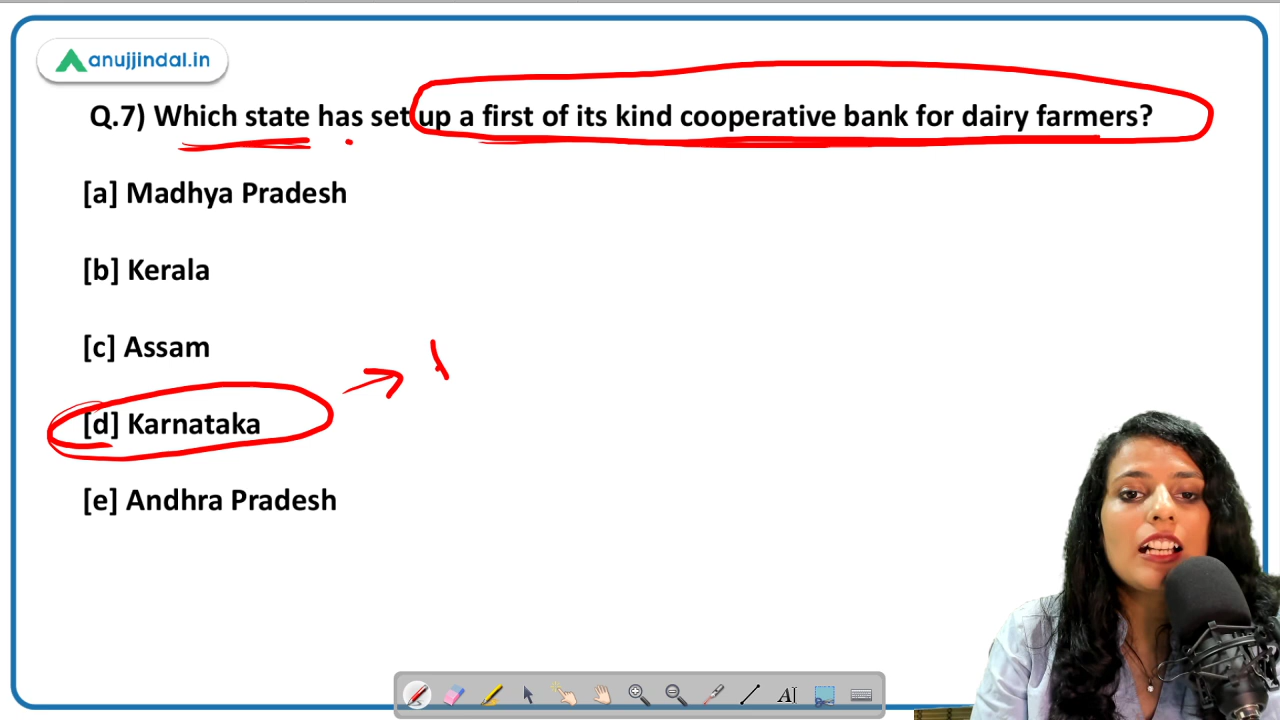 anujjindal.in
Q.7) Which state has set up a first of its kind cooperative bank for dairy farmers?
[a] Madhya Pradesh
[b] Kerala
[c] Assam
[d] Karnataka
[e] Andhra Pradesh
AI